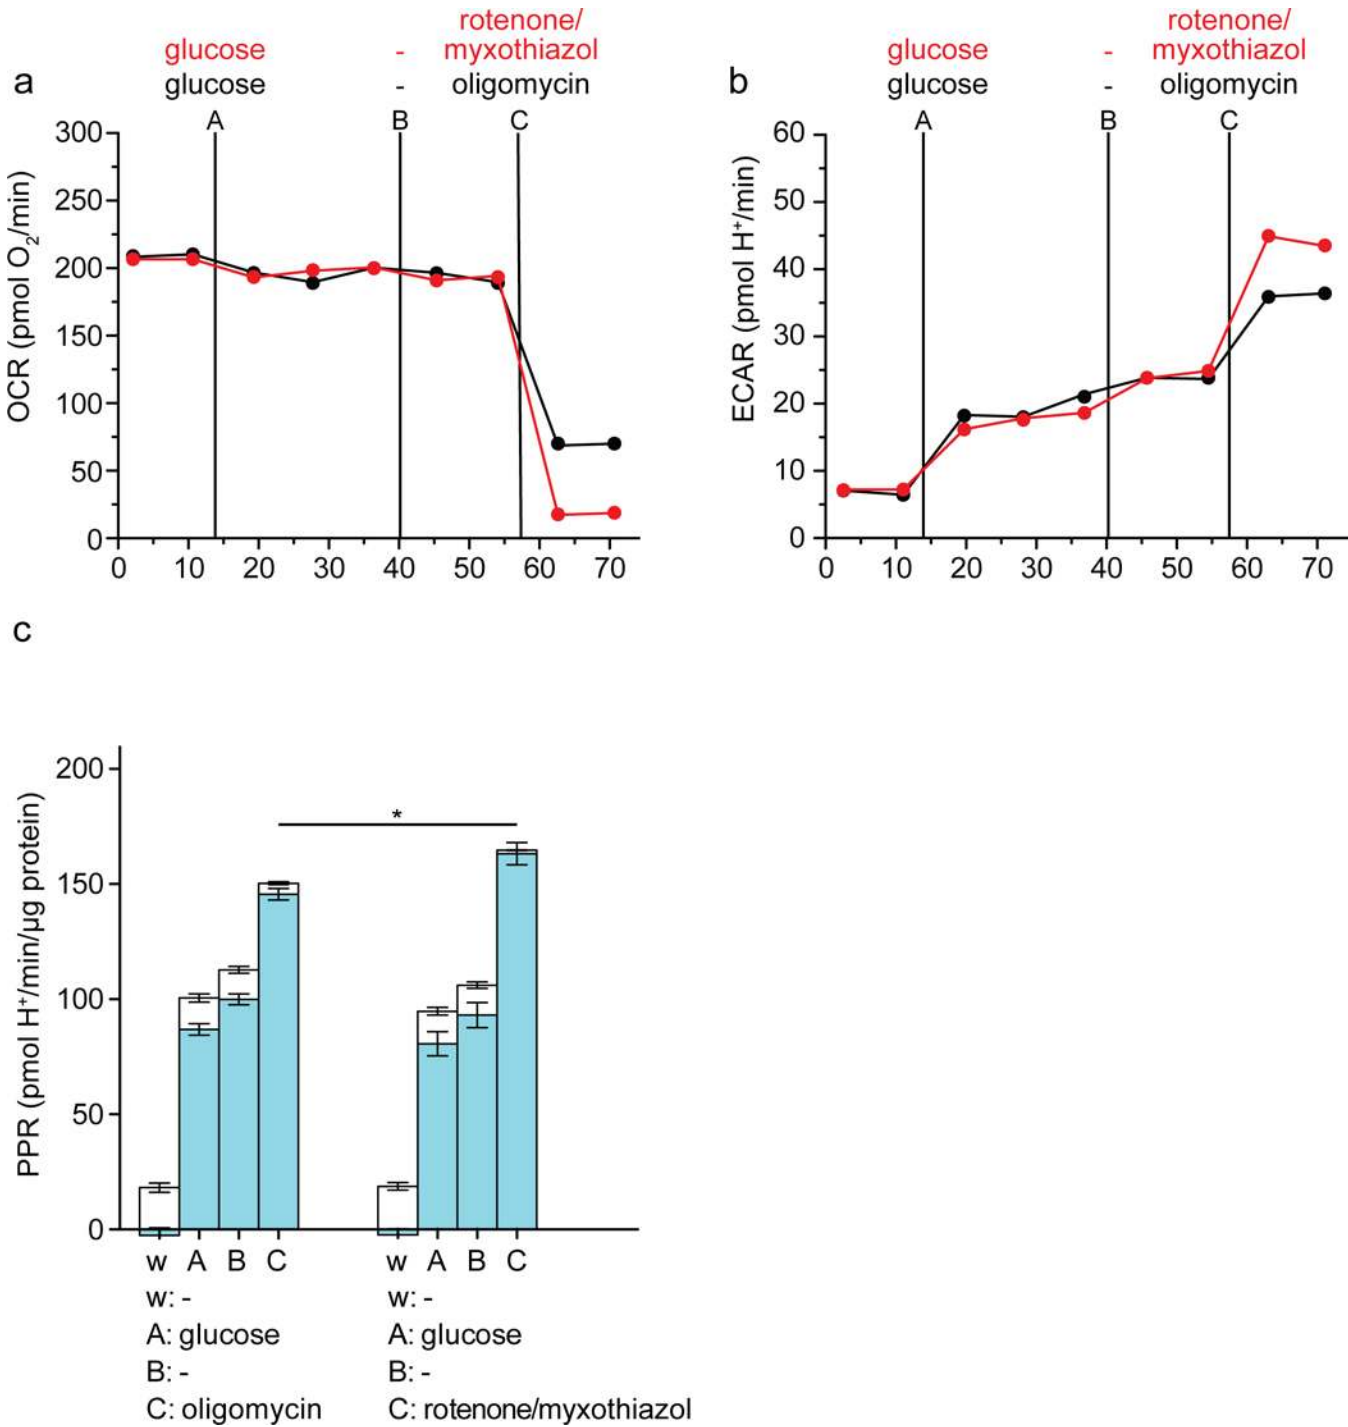 a
rotenone/
glucose - myxothiazol
glucose - oligomycin
A B C
OCR (pmol O₂/min)
300
250
200
150
100
50
0
0 10 20 30 40 50 60 70
b
rotenone/
glucose - myxothiazol
glucose - oligomycin
A B C
ECAR (pmol H⁺/min)
60
50
40
30
20
10
0
0 10 20 30 40 50 60 70
c
PPR (pmol H⁺/min/µg protein)
200
150
100
50
0
*
w A B C
w: -
A: glucose
B: -
C: oligomycin
w A B C
w: -
A: glucose
B: -
C: rotenone/myxothiazol